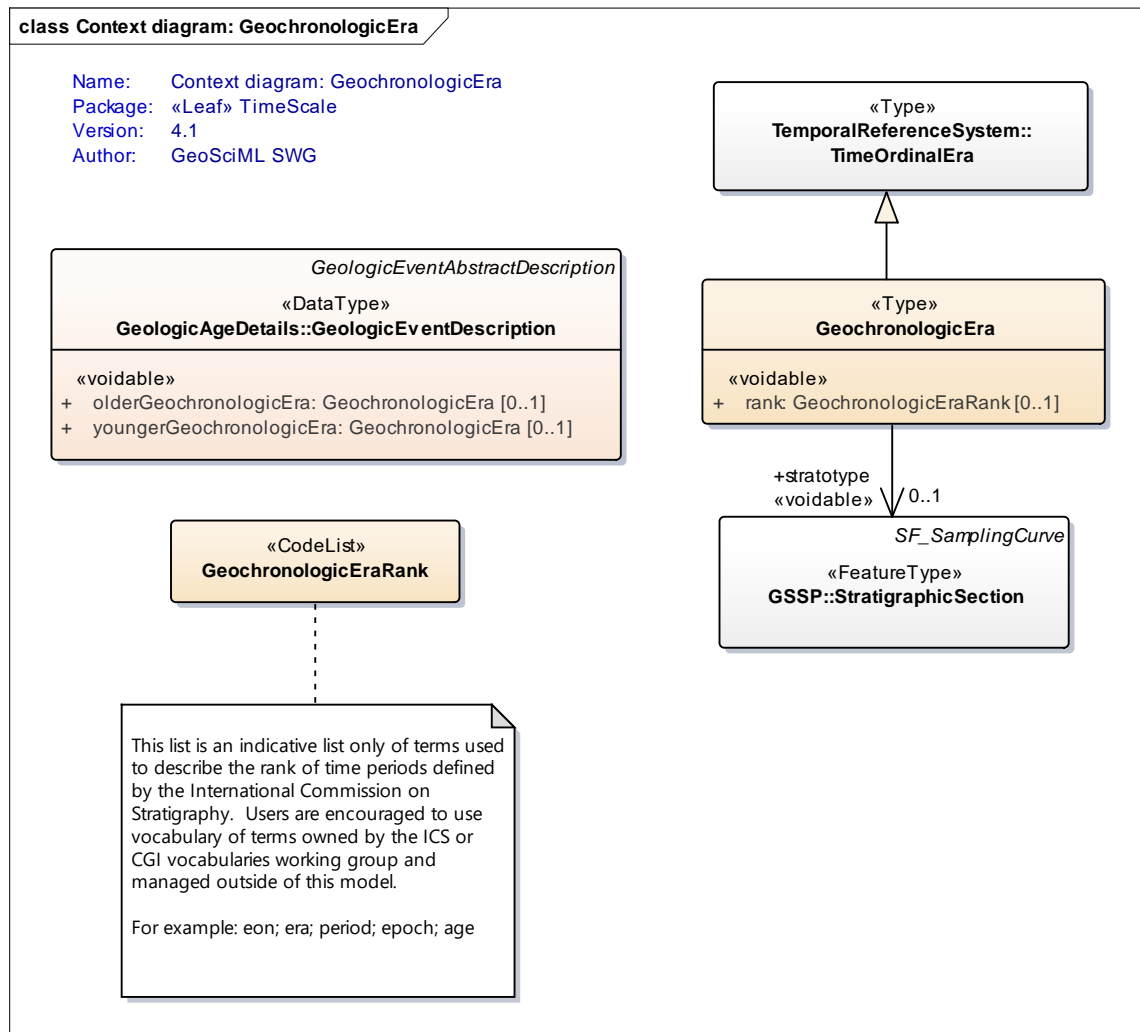 class Context diagram: GeochronologicEra
Name: Context diagram: GeochronologicEra
Package: «Leaf» TimeScale
Version: 4.1
Author: GeoSciML SWG
«Type»
TemporalReferenceSystem::
TimeOrdinalEra
GeologicEventAbstractDescription
«DataType»
GeologicAgeDetails::GeologicEventDescription
«voidable»
+ olderGeochronologicEra: GeochronologicEra [0..1]
+ youngerGeochronologicEra: GeochronologicEra [0..1]
«Type»
GeochronologicEra
«voidable»
+ rank: GeochronologicEraRank [0..1]
+stratotype
«voidable»
0..1
SF_SamplingCurve
«FeatureType»
GSSP::StratigraphicSection
«CodeList»
GeochronologicEraRank
This list is an indicative list only of terms used
to describe the rank of time periods defined
by the International Commission on
Stratigraphy.  Users are encouraged to use
vocabulary of terms owned by the ICS or
CGI vocabularies working group and
managed outside of this model.
For example: eon; era; period; epoch; age